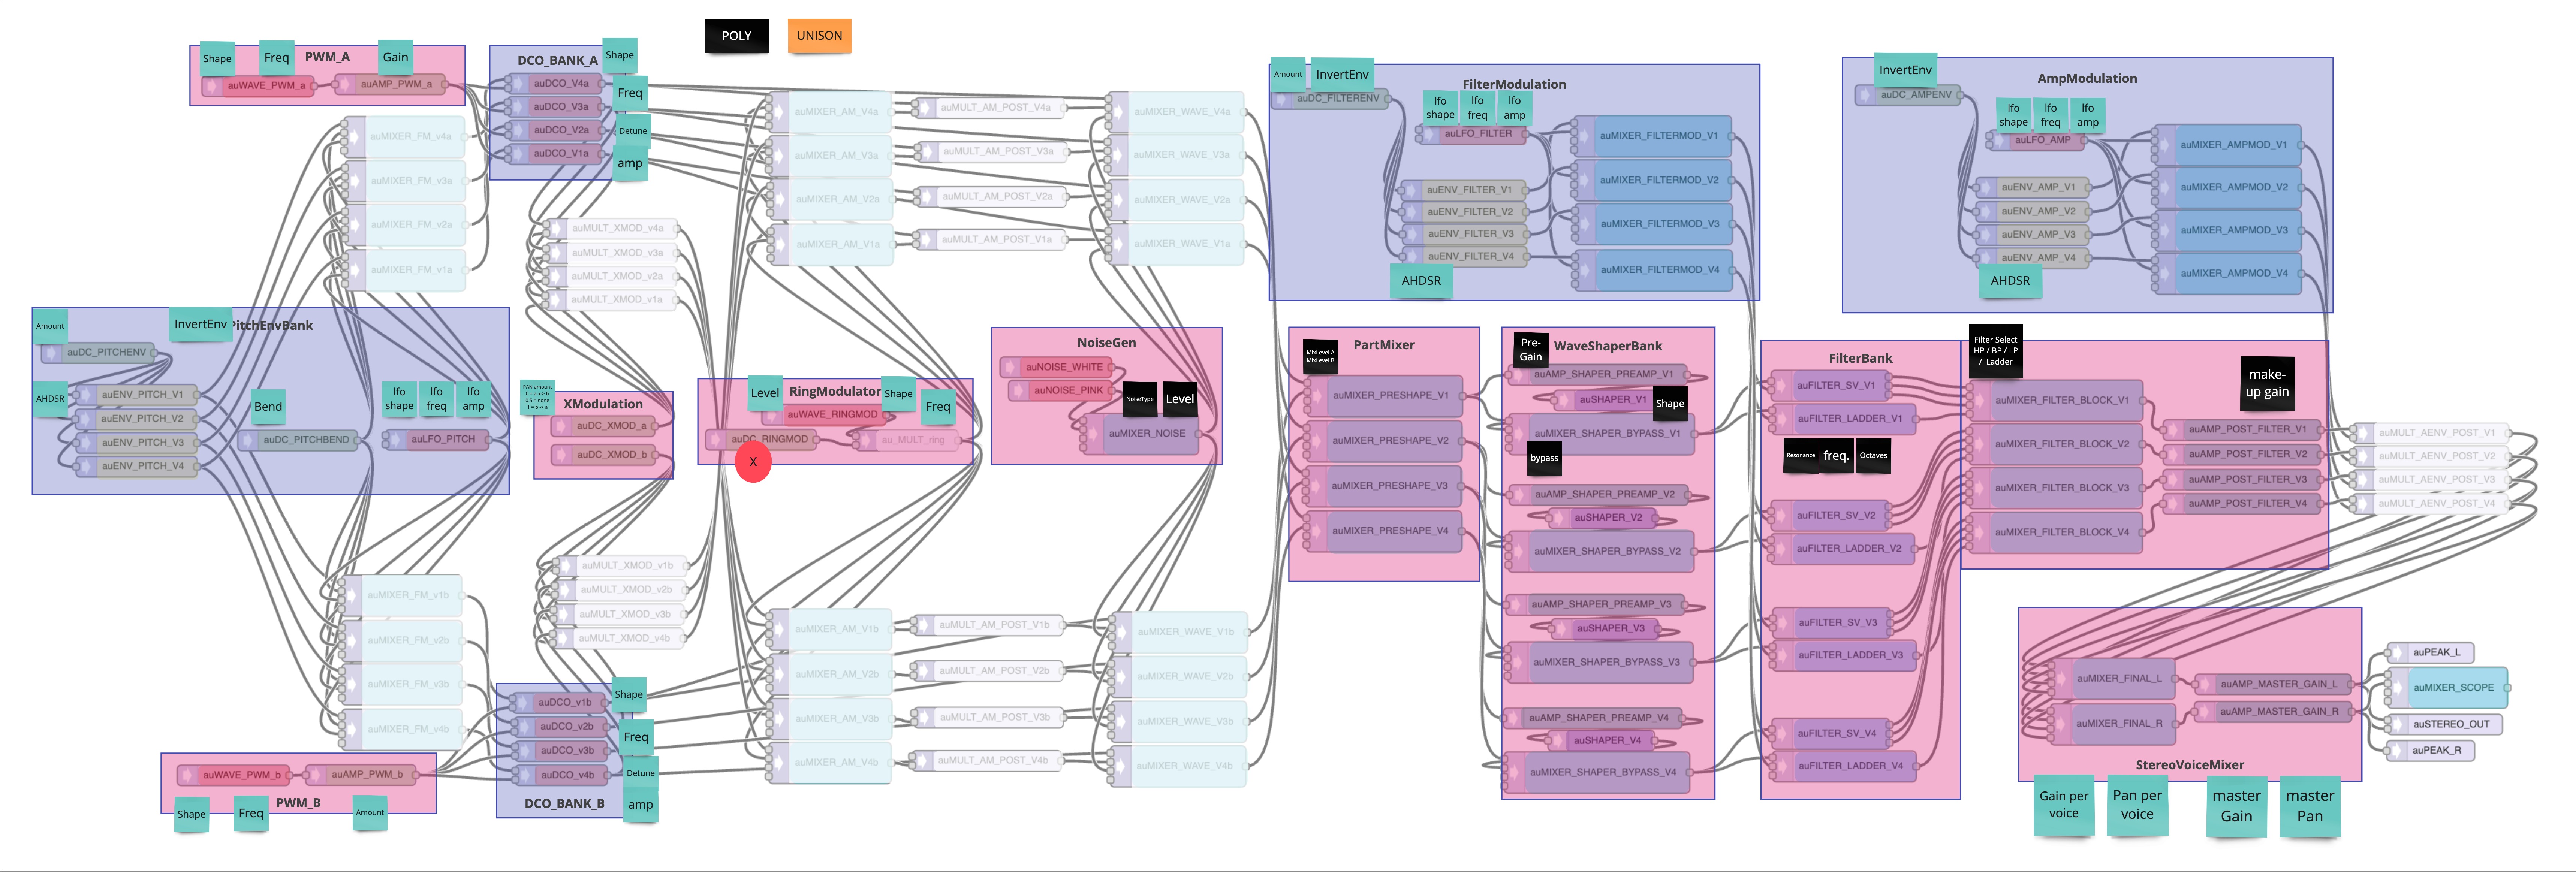 POLY
UNISON
Shape
Freq
Gain
PWM_A
auWAVE_PWM_a
auAMP_PWM_a
DCO_BANK_A
Shape
auDCO_V4a
auDCO_V3a
auDCO_V2a
auDCO_V1a
Freq
Detune
amp
auMIXER_FM_v4a
auMIXER_FM_v3a
auMIXER_FM_v2a
auMIXER_FM_v1a
auMULT_XMOD_v4a
auMULT_XMOD_v3a
auMULT_XMOD_v2a
auMULT_XMOD_v1a
auMIXER_AM_V4a
auMIXER_AM_V3a
auMIXER_AM_V2a
auMIXER_AM_V1a
auMULT_AM_POST_V4a
auMULT_AM_POST_V3a
auMULT_AM_POST_V2a
auMULT_AM_POST_V1a
auMIXER_WAVE_V4a
auMIXER_WAVE_V3a
auMIXER_WAVE_V2a
auMIXER_WAVE_V1a
Amount
InvertEnv
FilterModulation
auDC_FILTERENV
lfo
shape
lfo
freq
lfo
amp
auLFO_FILTER
auENV_FILTER_V1
auENV_FILTER_V2
auENV_FILTER_V3
auENV_FILTER_V4
AHDSR
auMIXER_FILTERMOD_V1
auMIXER_FILTERMOD_V2
auMIXER_FILTERMOD_V3
auMIXER_FILTERMOD_V4
InvertEnv
AmpModulation
auDC_AMPENV
lfo
shape
lfo
freq
lfo
amp
auLFO_AMP
auENV_AMP_V1
auENV_AMP_V2
auENV_AMP_V3
auENV_AMP_V4
AHDSR
auMIXER_AMPMOD_V1
auMIXER_AMPMOD_V2
auMIXER_AMPMOD_V3
auMIXER_AMPMOD_V4
Amount
InvertEnv
PitchEnvBank
auDC_PITCHENV
AHDSR
auENV_PITCH_V1
auENV_PITCH_V2
auENV_PITCH_V3
auENV_PITCH_V4
Bend
auDC_PITCHBEND
lfo
shape
lfo
freq
lfo
amp
auLFO_PITCH
PAN amount
0 = a => b
0.5 = none
1 = b -> a
XModulation
auDC_XMOD_a
auDC_XMOD_b
Level
RingModulator
Shape
Freq
auWAVE_RINGMOD
auDC_RINGMOD
au_MULT_ring
X
NoiseGen
auNOISE_WHITE
auNOISE_PINK
NoiseType
Level
auMIXER_NOISE
MixLevel A
MixLevel B
PartMixer
auMIXER_PRESHAPE_V1
auMIXER_PRESHAPE_V2
auMIXER_PRESHAPE_V3
auMIXER_PRESHAPE_V4
Pre-
Gain
WaveShaperBank
auAMP_SHAPER_PREAMP_V1
auSHAPER_V1
Shape
auMIXER_SHAPER_BYPASS_V1
bypass
auAMP_SHAPER_PREAMP_V2
auSHAPER_V2
auMIXER_SHAPER_BYPASS_V2
auAMP_SHAPER_PREAMP_V3
auSHAPER_V3
auMIXER_SHAPER_BYPASS_V3
auAMP_SHAPER_PREAMP_V4
auSHAPER_V4
auMIXER_SHAPER_BYPASS_V4
FilterBank
auFILTER_SV_V1
auFILTER_LADDER_V1
Resonance
freq.
Octaves
auFILTER_SV_V2
auFILTER_LADDER_V2
auFILTER_SV_V3
auFILTER_LADDER_V3
auFILTER_SV_V4
auFILTER_LADDER_V4
Filter Select
HP / BP / LP
/ Ladder
auMIXER_FILTER_BLOCK_V1
auMIXER_FILTER_BLOCK_V2
auMIXER_FILTER_BLOCK_V3
auMIXER_FILTER_BLOCK_V4
make-
up gain
auAMP_POST_FILTER_V1
auAMP_POST_FILTER_V2
auAMP_POST_FILTER_V3
auAMP_POST_FILTER_V4
auMULT_AENV_POST_V1
auMULT_AENV_POST_V2
auMULT_AENV_POST_V3
auMULT_AENV_POST_V4
auMIXER_FM_v1b
auMIXER_FM_v2b
auMIXER_FM_v3b
auMIXER_FM_v4b
auMULT_XMOD_v1b
auMULT_XMOD_v2b
auMULT_XMOD_v3b
auMULT_XMOD_v4b
auDCO_v1b
auDCO_v2b
auDCO_v3b
auDCO_v4b
DCO_BANK_B
Shape
Freq
Detune
amp
auWAVE_PWM_b
auAMP_PWM_b
PWM_B
Shape
Freq
Amount
auMIXER_AM_V1b
auMIXER_AM_V2b
auMIXER_AM_V3b
auMIXER_AM_V4b
auMULT_AM_POST_V1b
auMULT_AM_POST_V2b
auMULT_AM_POST_V3b
auMULT_AM_POST_V4b
auMIXER_WAVE_V1b
auMIXER_WAVE_V2b
auMIXER_WAVE_V3b
auMIXER_WAVE_V4b
auMIXER_FINAL_L
auMIXER_FINAL_R
auAMP_MASTER_GAIN_L
auAMP_MASTER_GAIN_R
StereoVoiceMixer
auPEAK_L
auMIXER_SCOPE
auSTEREO_OUT
auPEAK_R
Gain per
voice
Pan per
voice
master
Gain
master
Pan